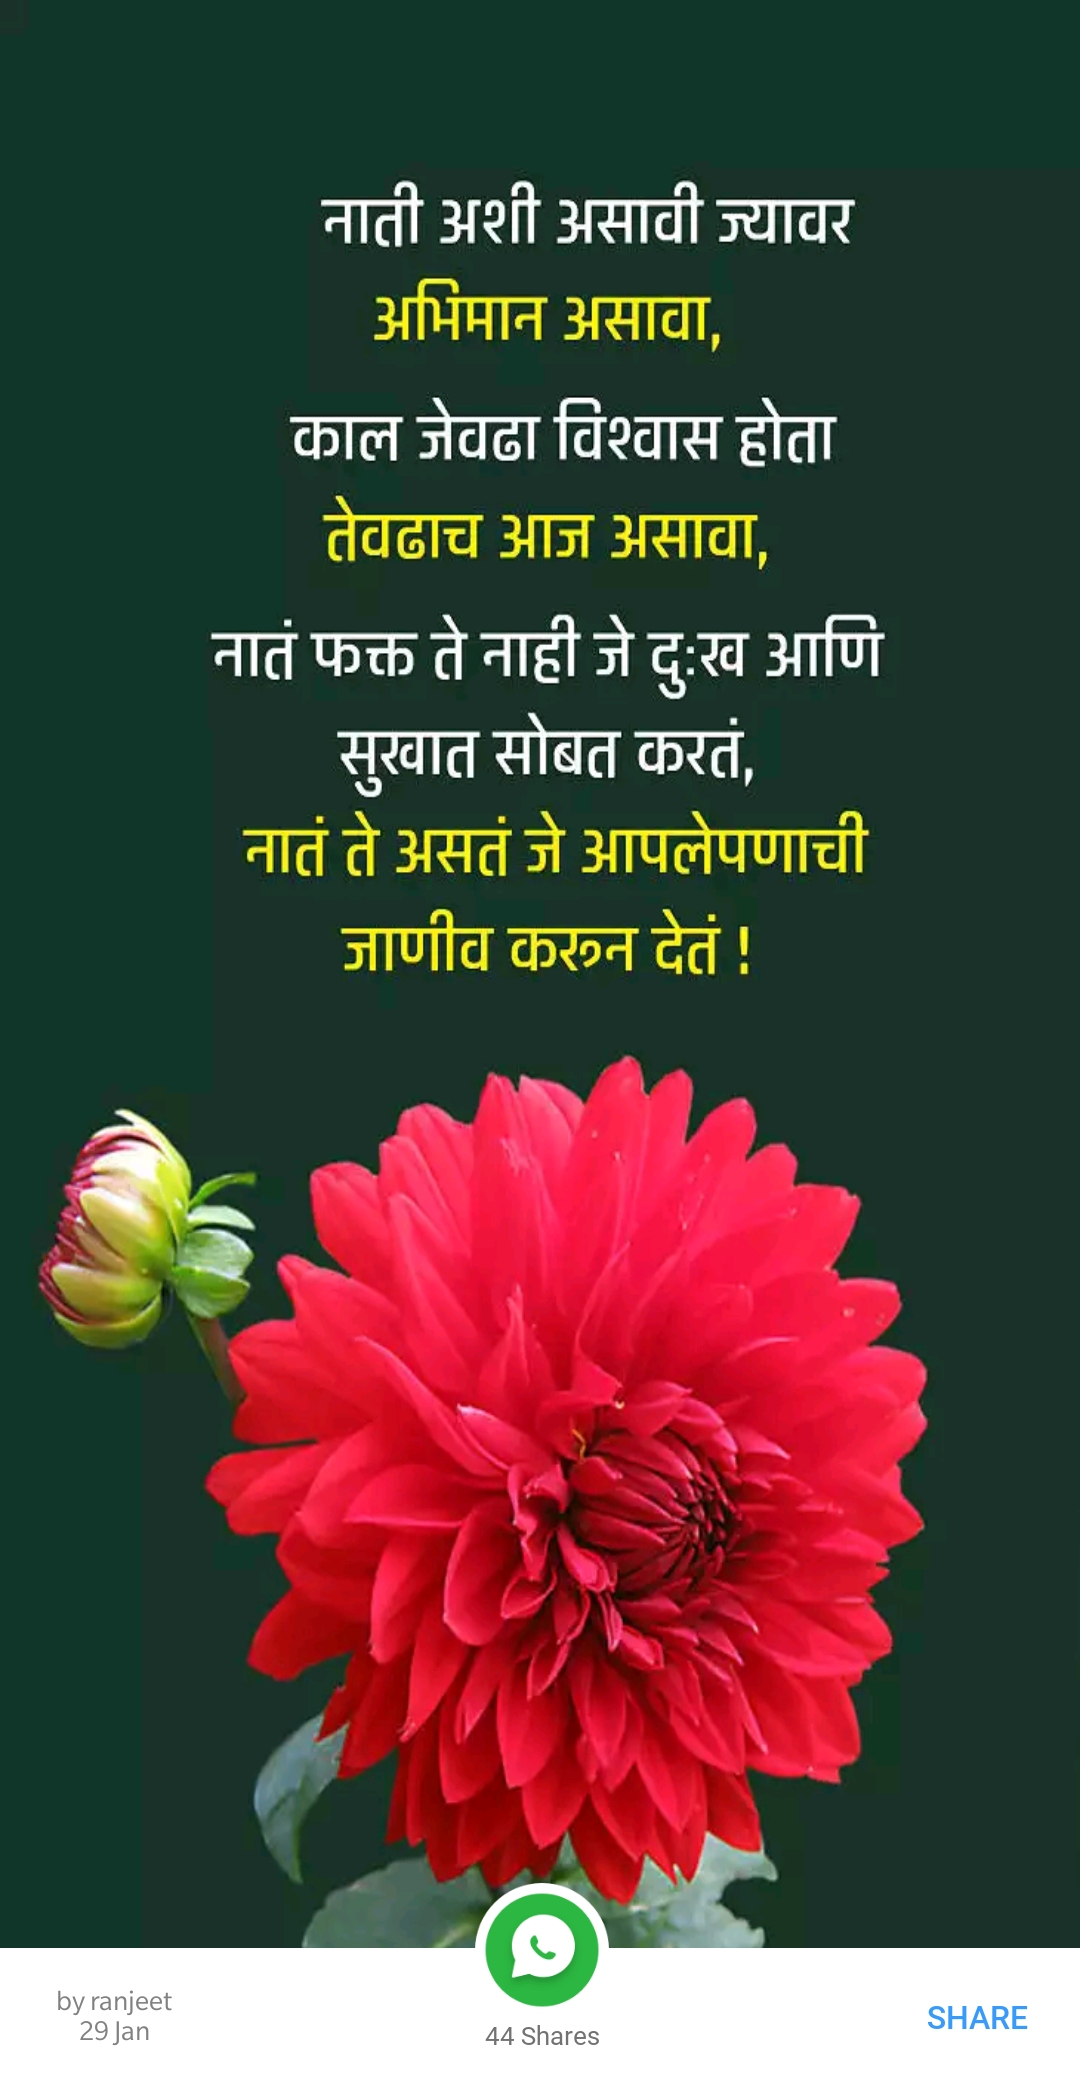 नाती अशी असावी ज्यावर
अभिमान असावा,
काल जेवढा विश्वास होता
तेवढाच आज असावा,
नातं फक्त ते नाही जे दुःख आणि
सुखात सोबत करतं,
नातं ते असतं जे आपलेपणाची
जाणीव करून देतं !
by ranjeet
29 Jan
44 Shares
SHARE